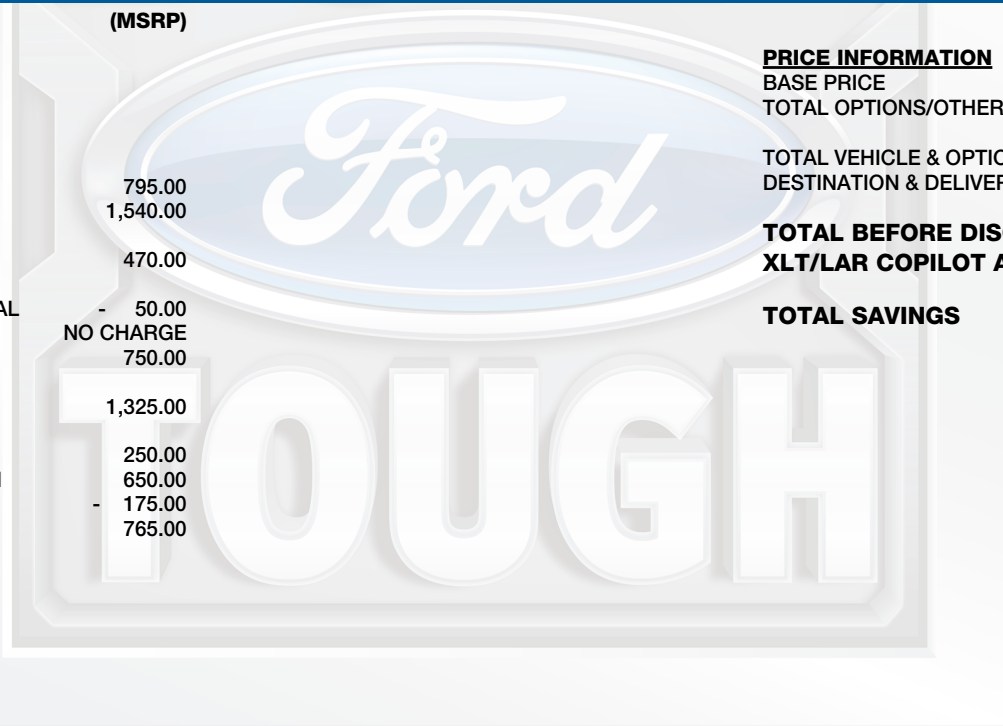 (MSRP)
795.00
1,540.00
470.00
AL - 50.00
NO CHARGE
750.00
1,325.00
250.00
650.00
- 175.00
765.00
PRICE INFORMATION
BASE PRICE
TOTAL OPTIONS/OTHER
TOTAL VEHICLE & OPTIO
DESTINATION & DELIVER
TOTAL BEFORE DIS
XLT/LAR COPILOT A
TOTAL SAVINGS
Ford
TOUGH